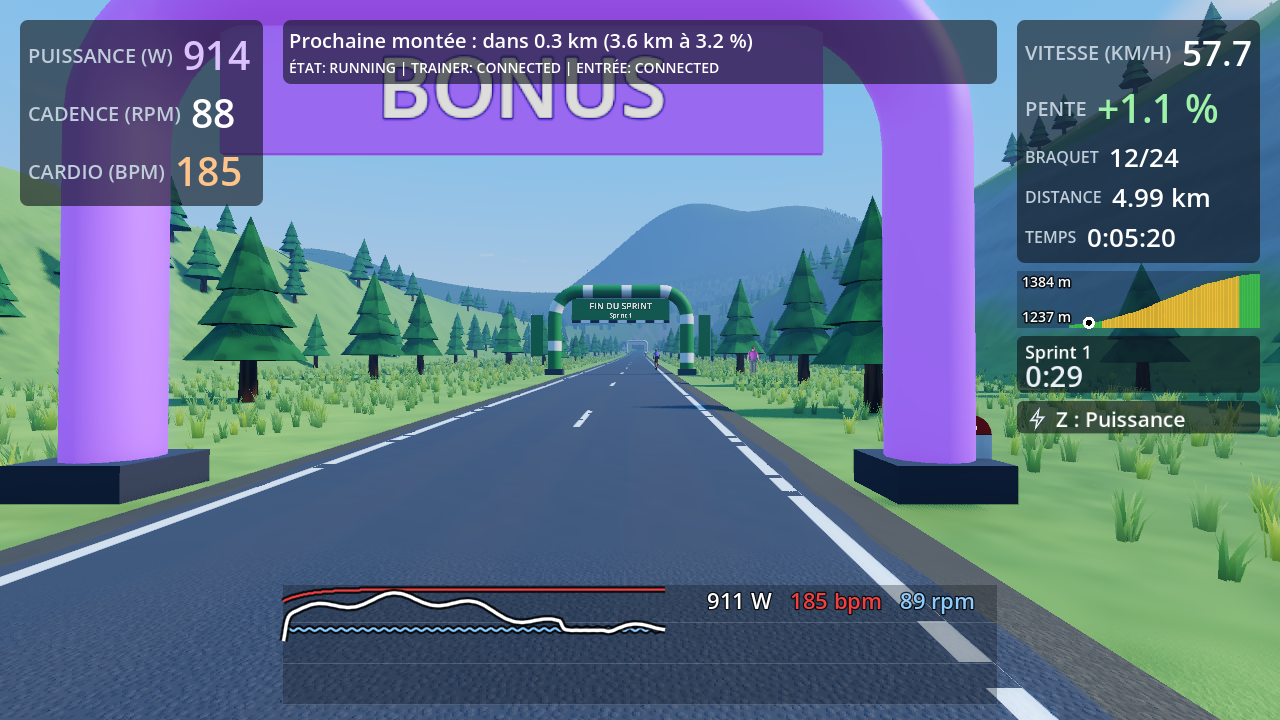 PUISSANCE (W) 914
CADENCE (RPM) 88
CARDIO (BPM) 185
Prochaine montée : dans 0.3 km (3.6 km à 3.2 %)
ÉTAT: RUNNING | TRAINER: CONNECTED | ENTRÉE: CONNECTED
BONUS
VITESSE (KM/H) 57.7
PENTE +1.1 %
BRAQUET 12/24
DISTANCE 4.99 km
TEMPS 0:05:20
1384 m
1237 m
Sprint 1
0:29
Z : Puissance
FIN DU SPRINT
Sprint 1
911 W 185 bpm 89 rpm